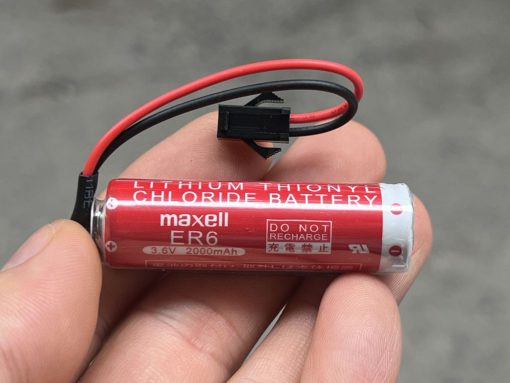 LITHIUM THIONYL
CHLORIDE BATTERY
maxell
ER6
3.6V 2000mAh
DO NOT
RECHARGE
充電禁止